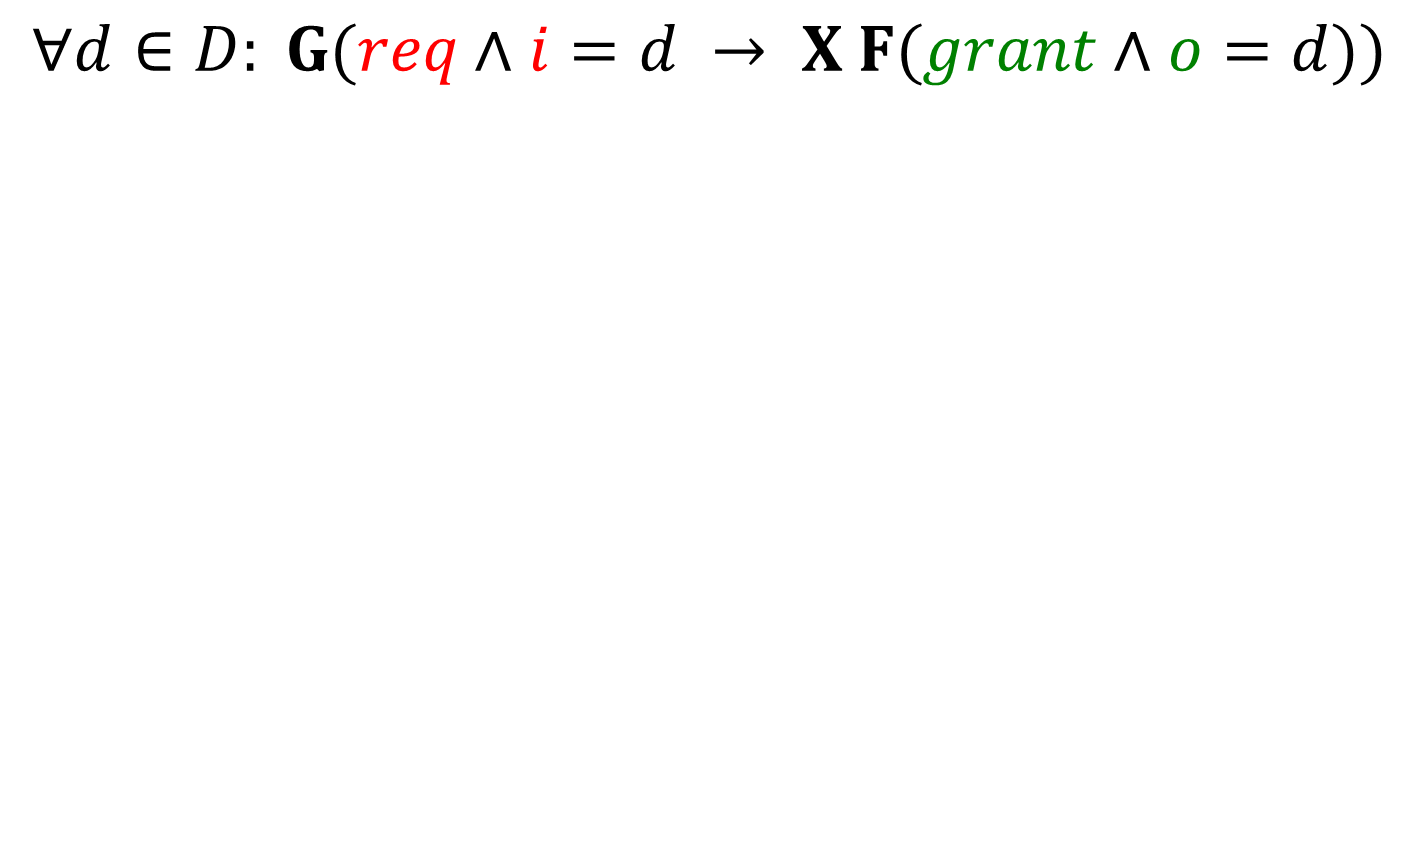 ∀d ∈ D: G(req ∧ i = d → X F(grant ∧ o = d))